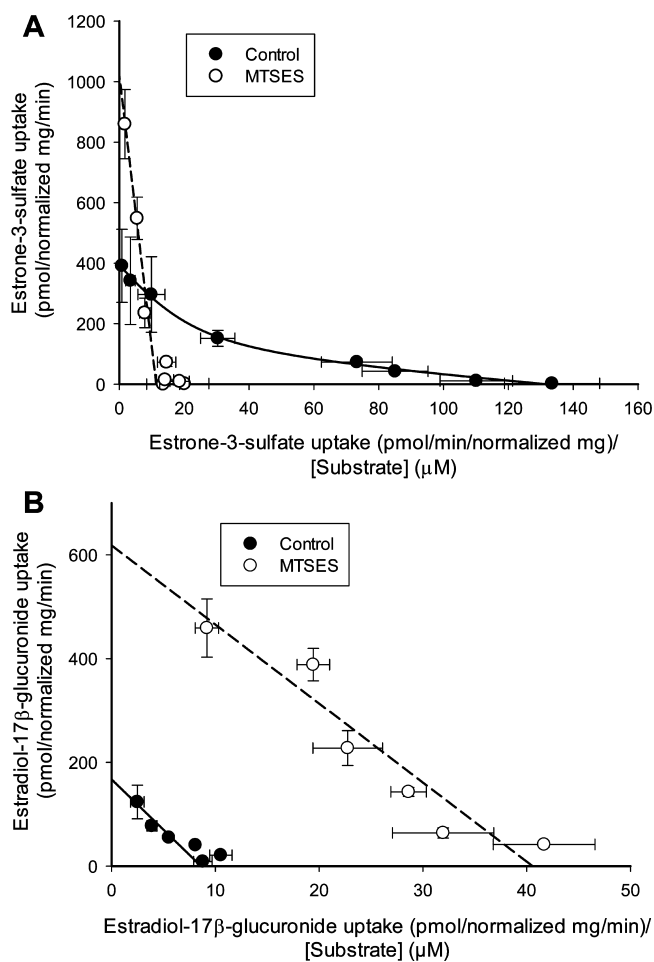 A
Estrone-3-sulfate uptake
(pmol/normalized mg/min)
1200
1000
800
600
400
200
0
Control
MTSES
0 20 40 60 80 100 120 140 160
Estrone-3-sulfate uptake (pmol/min/normalized mg)/
[Substrate] (μM)
B
Estradiol-17β-glucuronide uptake
(pmol/normalized mg/min)
600
400
200
0
Control
MTSES
0 10 20 30 40 50
Estradiol-17β-glucuronide uptake (pmol/normalized mg/min)/
[Substrate] (μM)